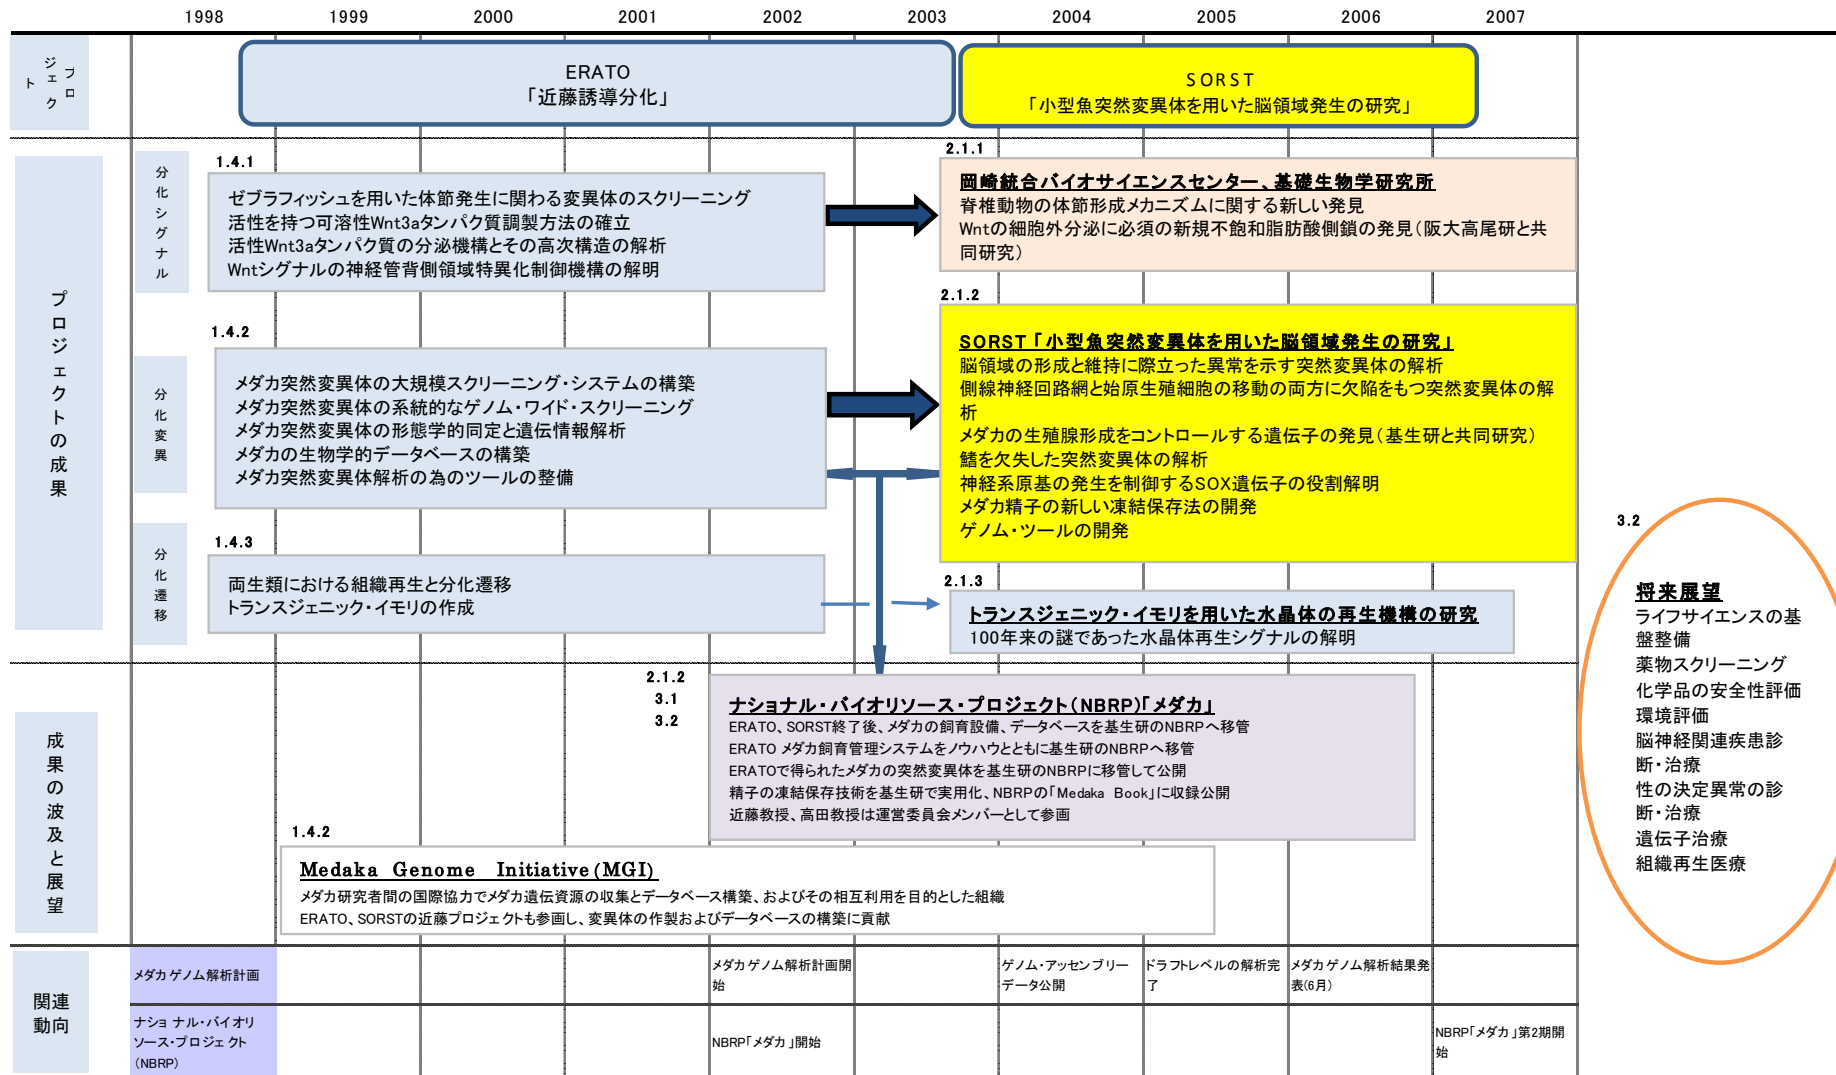 1998 1999 2000 2001 2002 2003 2004 2005 2006 2007
プロジェクト
ERATO
「近藤誘導分化」
SORST
「小型魚突然変異体を用いた脳領域発生の研究」
プロジェクトの成果
分化シグナル
1.4.1
ゼブラフィッシュを用いた体節発生に関わる変異体のスクリーニング
活性を持つ可溶性Wnt3aタンパク質調製方法の確立
活性Wnt3aタンパク質の分泌機構とその高次構造の解析
Wntシグナルの神経管背側領域特異化制御機構の解明
2.1.1
岡崎統合バイオサイエンスセンター、基礎生物学研究所
脊椎動物の体節形成メカニズムに関する新しい発見
Wntの細胞外分泌に必須の新規不飽和脂肪酸側鎖の発見(阪大高尾研と共
同研究)
分化変異
1.4.2
メダカ突然変異体の大規模スクリーニング・システムの構築
メダカ突然変異体の系統的なゲノム・ワイド・スクリーニング
メダカ突然変異体の形態学的同定と遺伝情報解析
メダカの生物学的データベースの構築
メダカ突然変異体解析の為のツールの整備
2.1.2
SORST「小型魚突然変異体を用いた脳領域発生の研究」
脳領域の形成と維持に際立った異常を示す突然変異体の解析
側線神経回路網と始原生殖細胞の移動の両方に欠陥をもつ突然変異体の解
析
メダカの生殖腺形成をコントロールする遺伝子の発見(基生研と共同研究)
鰭を欠失した突然変異体の解析
神経系原基の発生を制御するSOX遺伝子の役割解明
メダカ精子の新しい凍結保存法の開発
ゲノム・ツールの開発
分化遷移
1.4.3
両生類における組織再生と分化遷移
トランスジェニック・イモリの作成
2.1.3
トランスジェニック・イモリを用いた水晶体の再生機構の研究
100年来の謎であった水晶体再生シグナルの解明
3.2
将来展望
ライフサイエンスの基
盤整備
薬物スクリーニング
化学品の安全性評価
環境評価
脳神経関連疾患診
断・治療
性の決定異常の診
断・治療
遺伝子治療
組織再生医療
成果の波及と展望
2.1.2
3.1
3.2
ナショナル・バイオリソース・プロジェクト(NBRP)「メダカ」
ERATO、SORST終了後、メダカの飼育設備、データベースを基生研のNBRPへ移管
ERATO メダカ飼育管理システムをノウハウとともに基生研のNBRPへ移管
ERATOで得られたメダカの突然変異体を基生研のNBRPに移管して公開
精子の凍結保存技術を基生研で実用化、NBRPの「Medaka Book」に収録公開
近藤教授、高田教授は運営委員会メンバーとして参画
1.4.2
Medaka Genome Initiative(MGI)
メダカ研究者間の国際協力でメダカ遺伝資源の収集とデータベース構築、およびその相互利用を目的とした組織
ERATO、SORSTの近藤プロジェクトも参画し、変異体の作製およびデータベースの構築に貢献
関連
動向
メダカゲノム解析計画
メダカゲノム解析計画開
始
ゲノム・アッセンブリー
データ公開
ドラフトレベルの解析完
了
メダカゲノム解析結果発
表(6月)
ナショナル・バイオリ
ソース・プロジェクト
(NBRP)
NBRP「メダカ」開始
NBRP「メダカ」第2期開
始